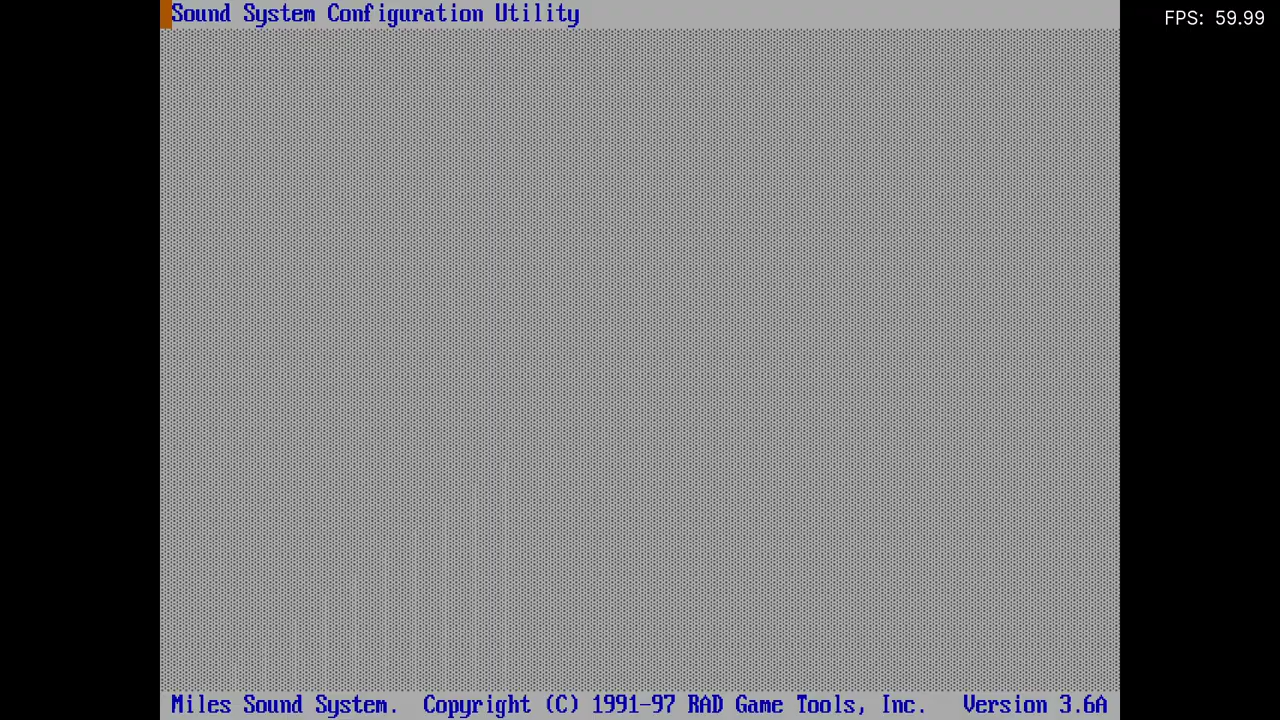 Sound System Configuration Utility
FPS: 59.99
Miles Sound System. Copyright (C) 1991-97 RAD Game Tools, Inc. Version 3.6A